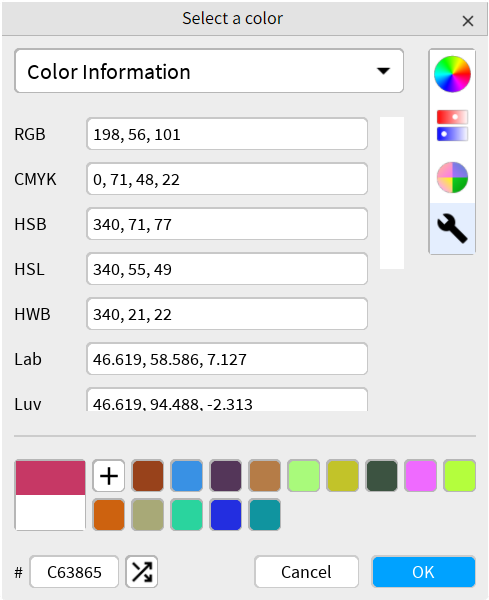 Select a color
Color Information
RGB 198, 56, 101
CMYK 0, 71, 48, 22
HSB 340, 71, 77
HSL 340, 55, 49
HWB 340, 21, 22
Lab 46.619, 58.586, 7.127
Luv 46.619, 94.488, -2.313
# C63865 Cancel OK